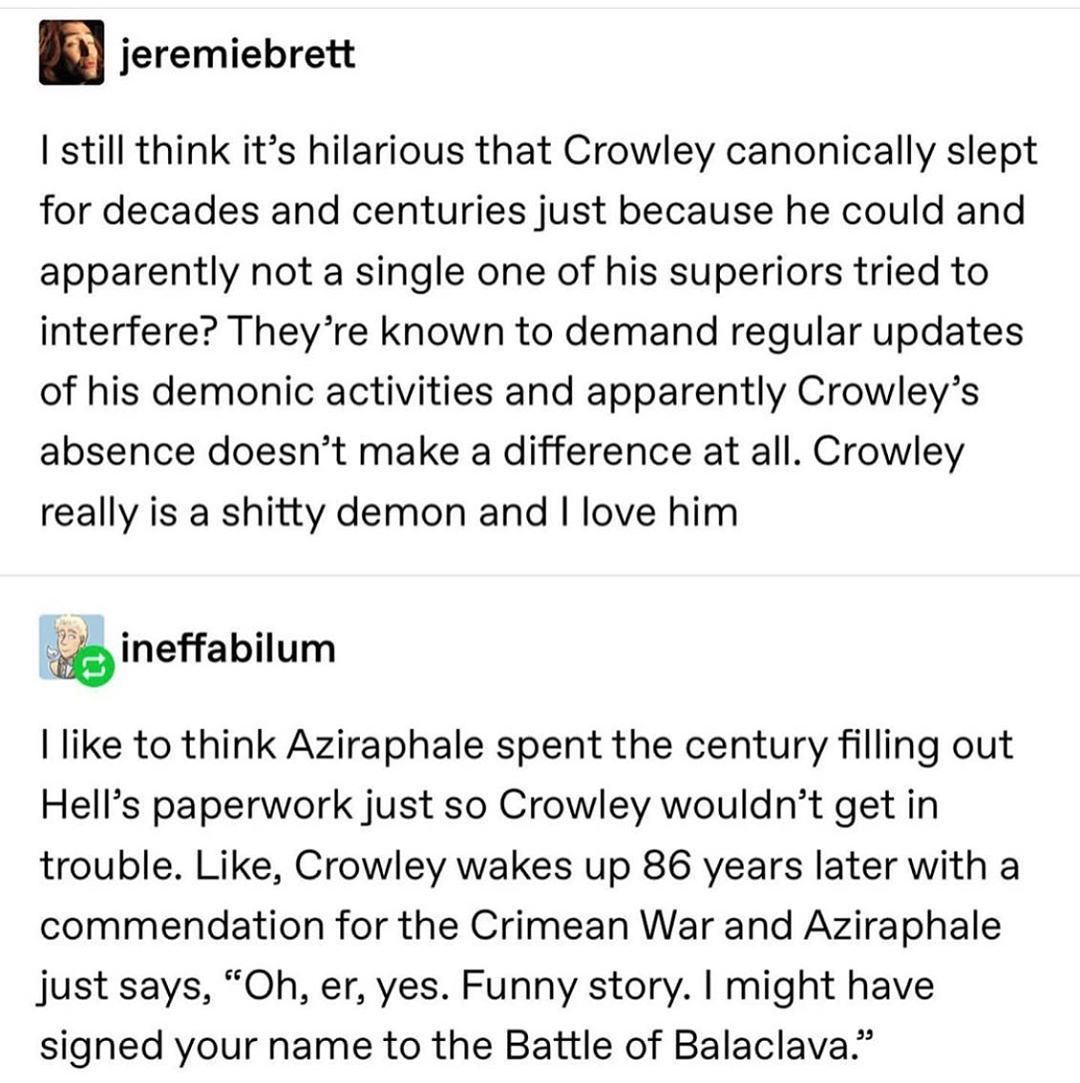 jeremiebrett
I still think it’s hilarious that Crowley canonically slept
for decades and centuries just because he could and
apparently not a single one of his superiors tried to
interfere? They’re known to demand regular updates
of his demonic activities and apparently Crowley’s
absence doesn’t make a difference at all. Crowley
really is a shitty demon and I love him
ineffabilum
I like to think Aziraphale spent the century filling out
Hell’s paperwork just so Crowley wouldn’t get in
trouble. Like, Crowley wakes up 86 years later with a
commendation for the Crimean War and Aziraphale
just says, “Oh, er, yes. Funny story. I might have
signed your name to the Battle of Balaclava.”